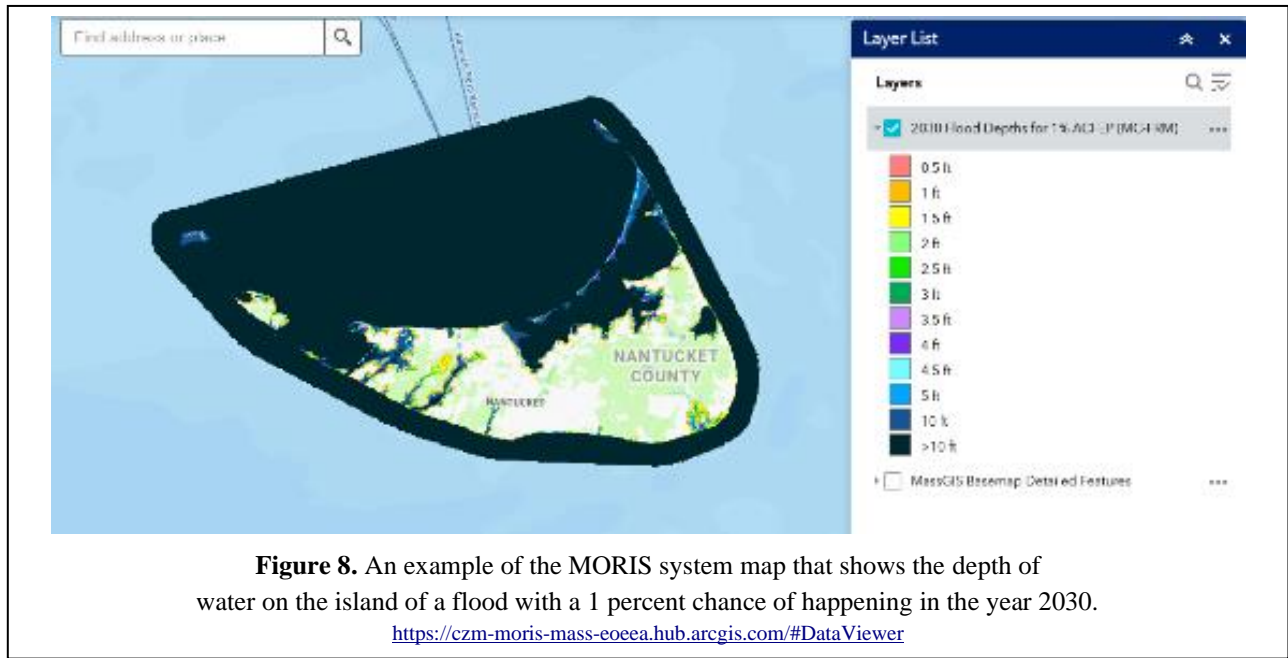 Find address or place
Layer List
Layers
2030 Flood Depths for 1% ACFEP (MC-FRM)
0.5 ft
1 ft
1.5 ft
2 ft
2.5 ft
3 ft
3.5 ft
4 ft
4.5 ft
5 ft
10 ft
>10 ft
MassGIS Basemap Detailed Features
NANTUCKET
COUNTY
NANTUCKET
Figure 8. An example of the MORIS system map that shows the depth of
water on the island of a flood with a 1 percent chance of happening in the year 2030.
https://czm-moris-mass-eoeea.hub.arcgis.com/#DataViewer